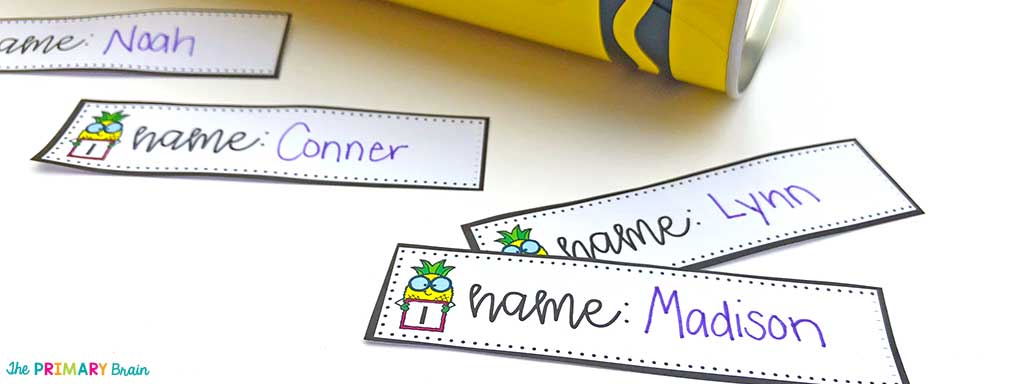 name: Noah
name: Conner
name: Lynn
name: Madison
The PRIMARY Brain